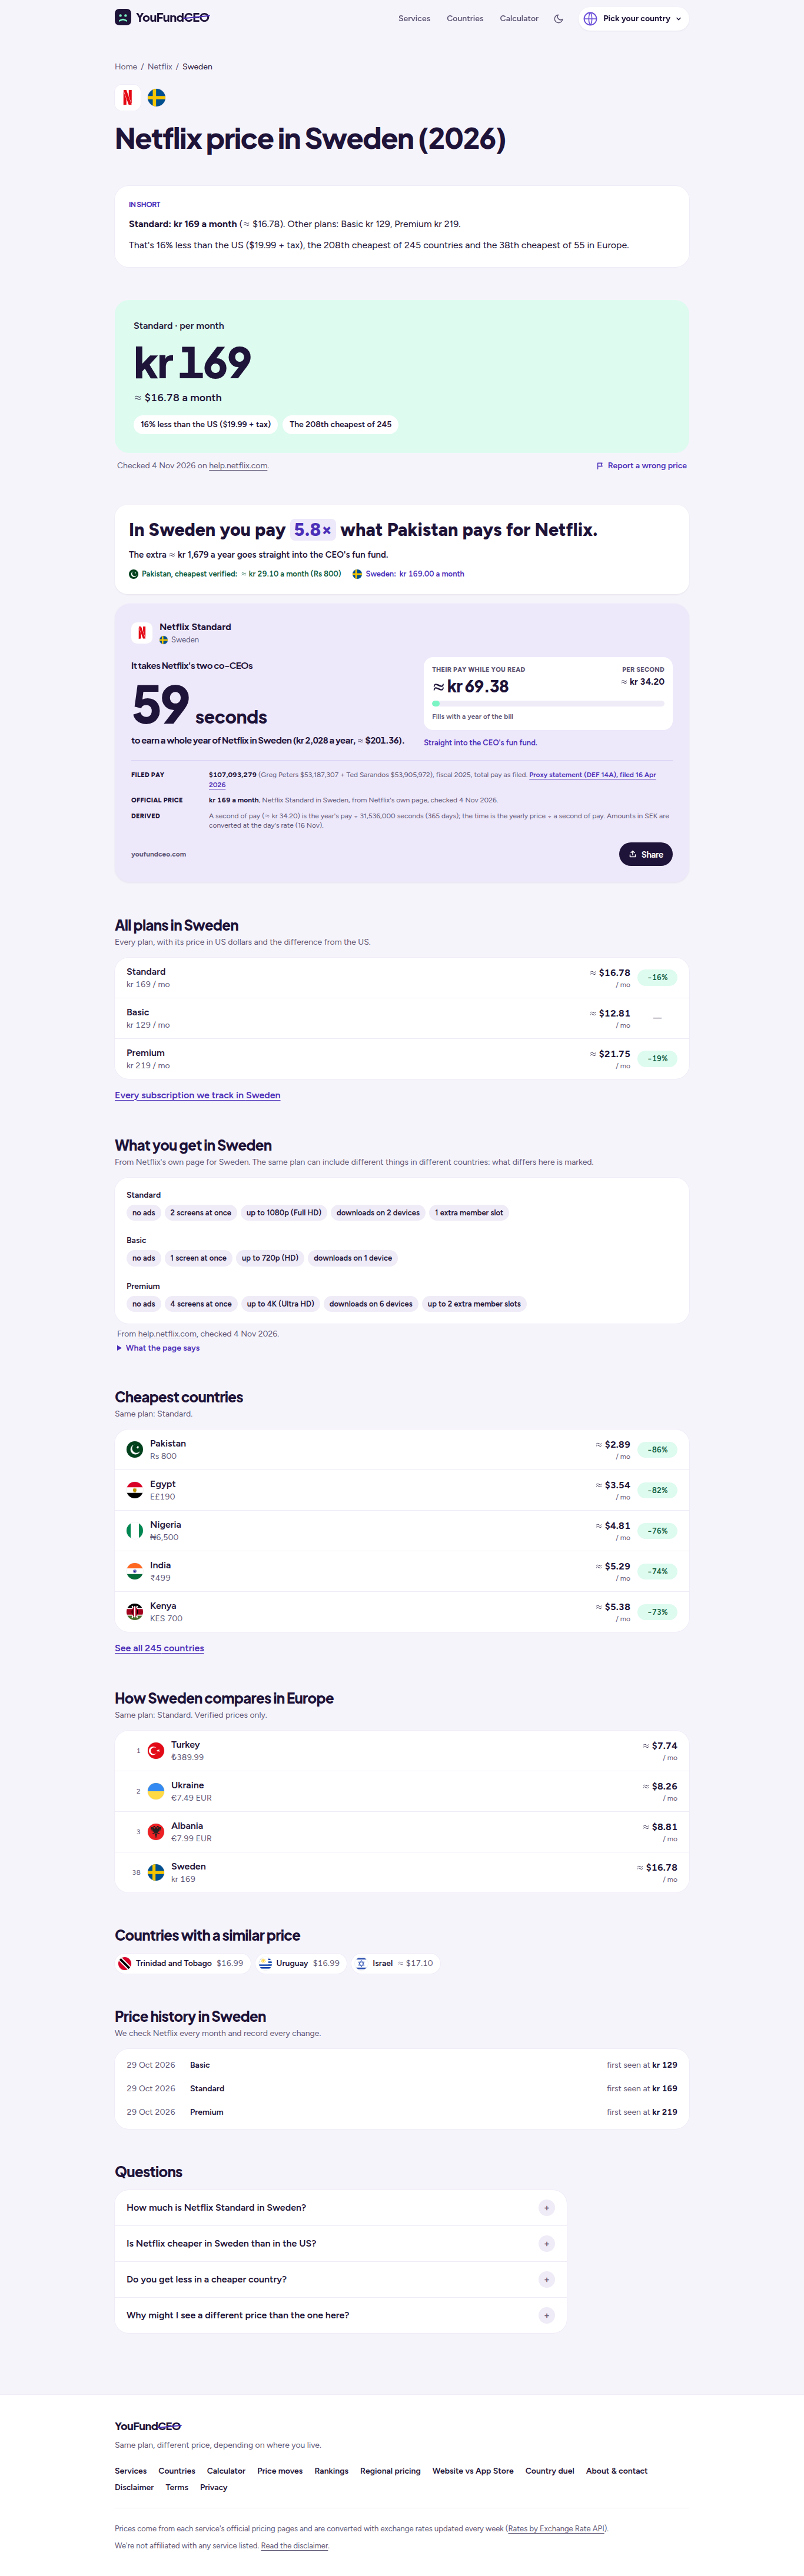 YouFundCEO
Services Countries Calculator Pick your country
Home / Netflix / Sweden
Netflix price in Sweden (2026)
IN SHORT
Standard: kr 169 a month (≈ $16.78). Other plans: Basic kr 129, Premium kr 219.
That's 16% less than the US ($19.99 + tax), the 208th cheapest of 245 countries and the 38th cheapest of 55 in Europe.
Standard · per month
kr 169
≈ $16.78 a month
16% less than the US ($19.99 + tax) The 208th cheapest of 245
Checked 4 Nov 2026 on help.netflix.com. Report a wrong price
In Sweden you pay 5.8× what Pakistan pays for Netflix.
The extra ≈ kr 1,679 a year goes straight into the CEO's fun fund.
Pakistan, cheapest verified: ≈ kr 29.10 a month (Rs 800) Sweden: kr 169.00 a month
Netflix Standard
Sweden
It takes Netflix's two co-CEOs
59 seconds
to earn a whole year of Netflix in Sweden (kr 2,028 a year, ≈ $201.36).
THEIR PAY WHILE YOU READ PER SECOND
≈ kr 69.38 ≈ kr 34.20
Fills with a year of the bill
Straight into the CEO's fun fund.
FILED PAY $107,093,279 (Greg Peters $53,187,307 + Ted Sarandos $53,905,972), fiscal 2025, total pay as filed. Proxy statement (DEF 14A), filed 16 Apr
2026
OFFICIAL PRICE kr 169 a month, Netflix Standard in Sweden, from Netflix's own page, checked 4 Nov 2026.
DERIVED A second of pay (≈ kr 34.20) is the year's pay ÷ 31,536,000 seconds (365 days); the time is the yearly price ÷ a second of pay. Amounts in SEK are
converted at the day's rate (16 Nov).
youfundceo.com Share
All plans in Sweden
Every plan, with its price in US dollars and the difference from the US.
Standard ≈ $16.78 −16%
kr 169 / mo / mo
Basic ≈ $12.81 —
kr 129 / mo / mo
Premium ≈ $21.75 −19%
kr 219 / mo / mo
Every subscription we track in Sweden
What you get in Sweden
From Netflix's own page for Sweden. The same plan can include different things in different countries: what differs here is marked.
Standard
no ads 2 screens at once up to 1080p (Full HD) downloads on 2 devices 1 extra member slot
Basic
no ads 1 screen at once up to 720p (HD) downloads on 1 device
Premium
no ads 4 screens at once up to 4K (Ultra HD) downloads on 6 devices up to 2 extra member slots
From help.netflix.com, checked 4 Nov 2026.
What the page says
Cheapest countries
Same plan: Standard.
Pakistan ≈ $2.89 −86%
Rs 800 / mo
Egypt ≈ $3.54 −82%
E£190 / mo
Nigeria ≈ $4.81 −76%
₦6,500 / mo
India ≈ $5.29 −74%
₹499 / mo
Kenya ≈ $5.38 −73%
KES 700 / mo
See all 245 countries
How Sweden compares in Europe
Same plan: Standard. Verified prices only.
1 Turkey ≈ $7.74
₺389.99 / mo
2 Ukraine ≈ $8.26
€7.49 EUR / mo
3 Albania ≈ $8.81
€7.99 EUR / mo
38 Sweden ≈ $16.78
kr 169 / mo
Countries with a similar price
Trinidad and Tobago $16.99 Uruguay $16.99 Israel ≈ $17.10
Price history in Sweden
We check Netflix every month and record every change.
29 Oct 2026 Basic first seen at kr 129
29 Oct 2026 Standard first seen at kr 169
29 Oct 2026 Premium first seen at kr 219
Questions
How much is Netflix Standard in Sweden? +
Is Netflix cheaper in Sweden than in the US? +
Do you get less in a cheaper country? +
Why might I see a different price than the one here? +
YouFundCEO
Same plan, different price, depending on where you live.
Services Countries Calculator Price moves Rankings Regional pricing Website vs App Store Country duel About & contact
Disclaimer Terms Privacy
Prices come from each service's official pricing pages and are converted with exchange rates updated every week (Rates by Exchange Rate API).
We're not affiliated with any service listed. Read the disclaimer.